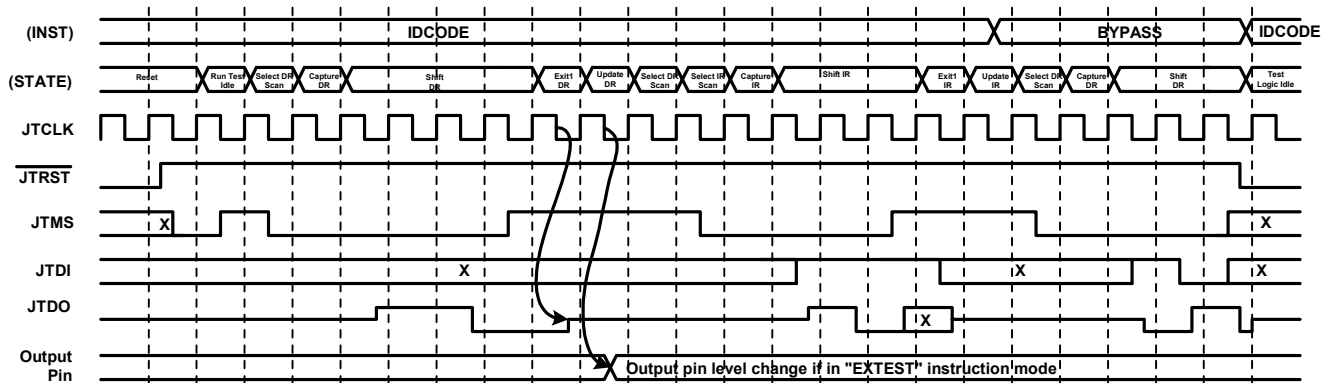 (INST)
IDCODE
BYPASS
IDCODE
(STATE)
Reset
Run Test
Idle
Select DR
Scan
Capture
DR
Shift
DR
Exit1
DR
Update
DR
Select DR
Scan
Select IR
Scan
Capture
IR
Shift IR
Exit1
IR
Update
IR
Select DR
Scan
Capture
DR
Shift
DR
Test
Logic Idle
JTCLK
JTRST
JTMS
X
X
JTDI
X
X
X
JTDO
X
Output
Pin
Output pin level change if in "EXTEST" instruction mode